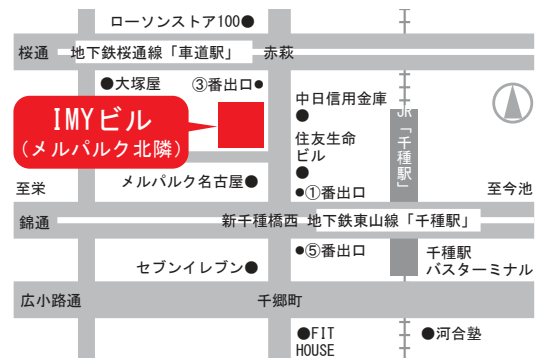 ローソンストア100●
桜通
地下鉄桜通線「車道駅」
赤萩
●大塚屋
③番出口●
中日信用金庫
IMYビル
(メルパルク北隣)
JR「千種駅」
住友生命
ビル
至栄
メルパルク名古屋●
●①番出口
至今池
錦通
新千種橋西
地下鉄東山線「千種駅」
●⑤番出口
千種駅
バスターミナル
セブンイレブン●
広小路通
千郷町
●FIT
HOUSE
●河合塾